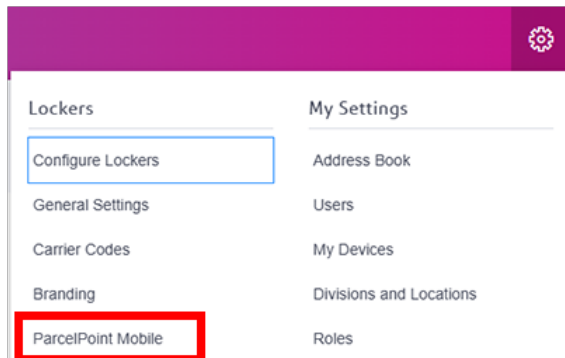 Lockers
Configure Lockers
General Settings
Carrier Codes
Branding
ParcelPoint Mobile
My Settings
Address Book
Users
My Devices
Divisions and Locations
Roles